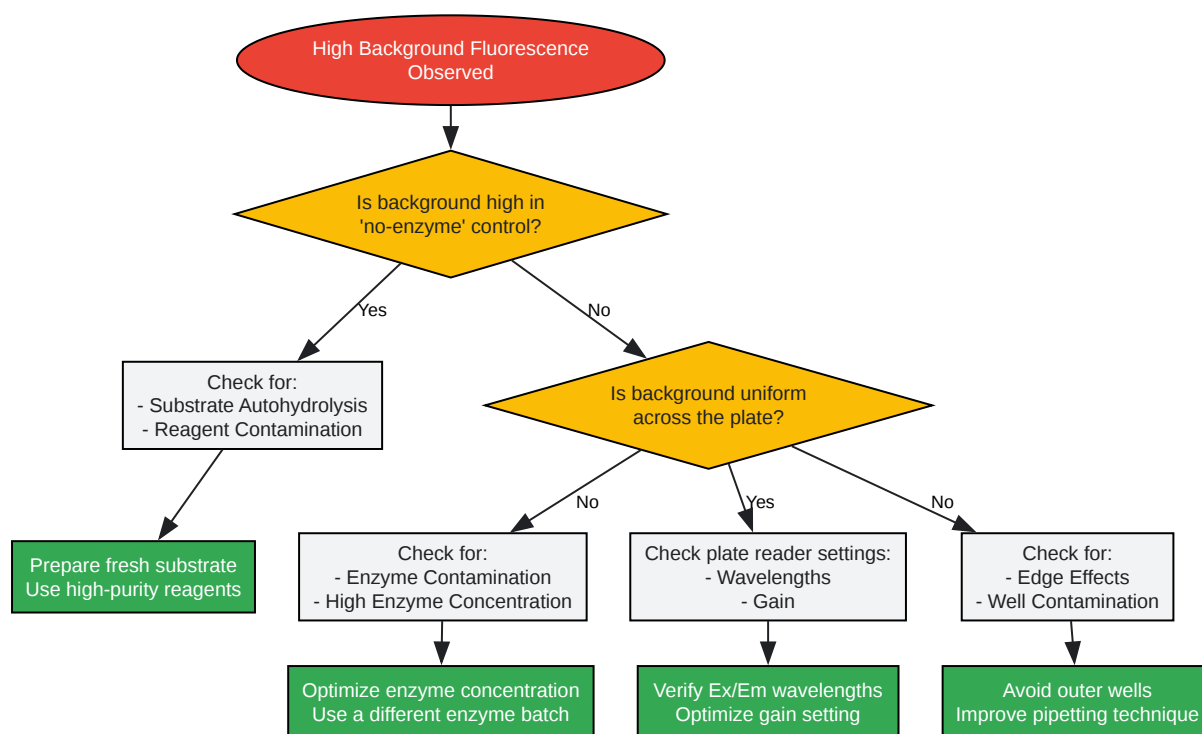 High Background Fluorescence
Observed
Is background high in
'no-enzyme' control?
Yes
No
Check for:
- Substrate Autohydrolysis
- Reagent Contamination
Is background uniform
across the plate?
No
Yes
No
Prepare fresh substrate
Use high-purity reagents
Check for:
- Enzyme Contamination
- High Enzyme Concentration
Check plate reader settings:
- Wavelengths
- Gain
Check for:
- Edge Effects
- Well Contamination
Optimize enzyme concentration
Use a different enzyme batch
Verify Ex/Em wavelengths
Optimize gain setting
Avoid outer wells
Improve pipetting technique